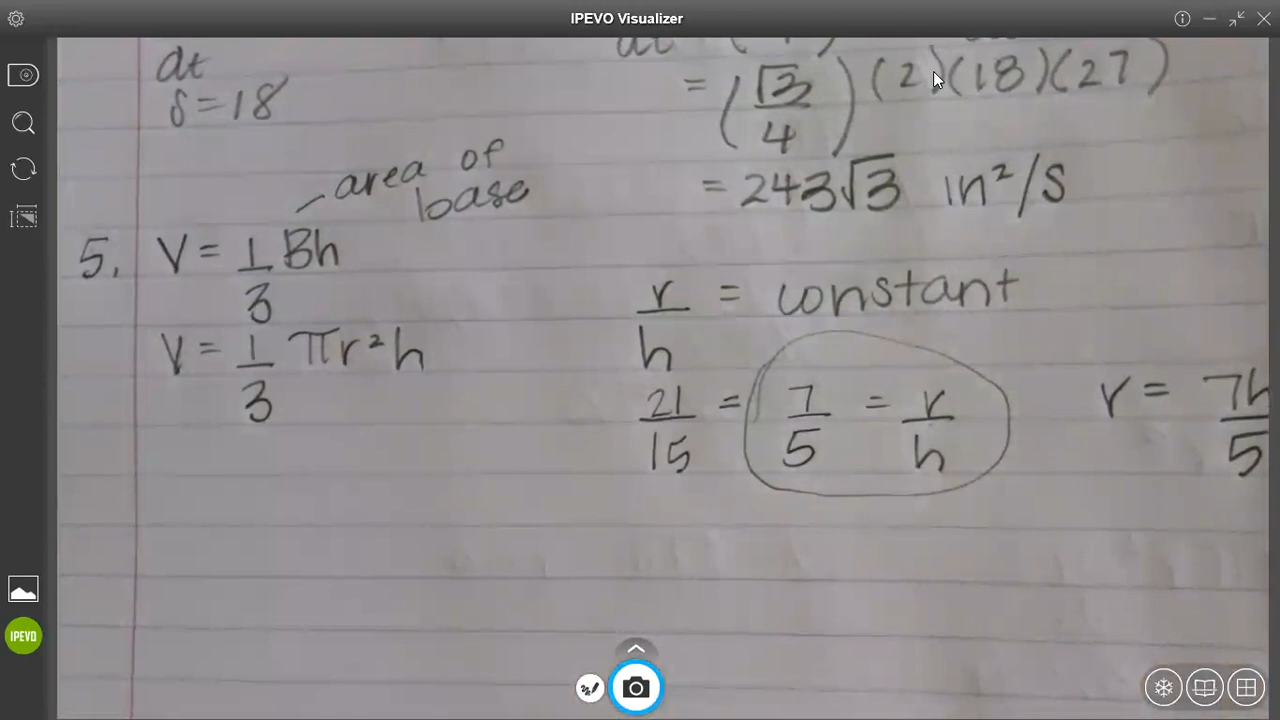 IPEVO Visualizer
dt
δ = 18
= (√3/4) (2)(18)(27)
= 243√3 in²/s
area of
base
5. V = 1/3 Bh
V = 1/3 πr²h
r/h = constant
21/15 = 7/5 = r/h
r = 7h/5
IPEVO